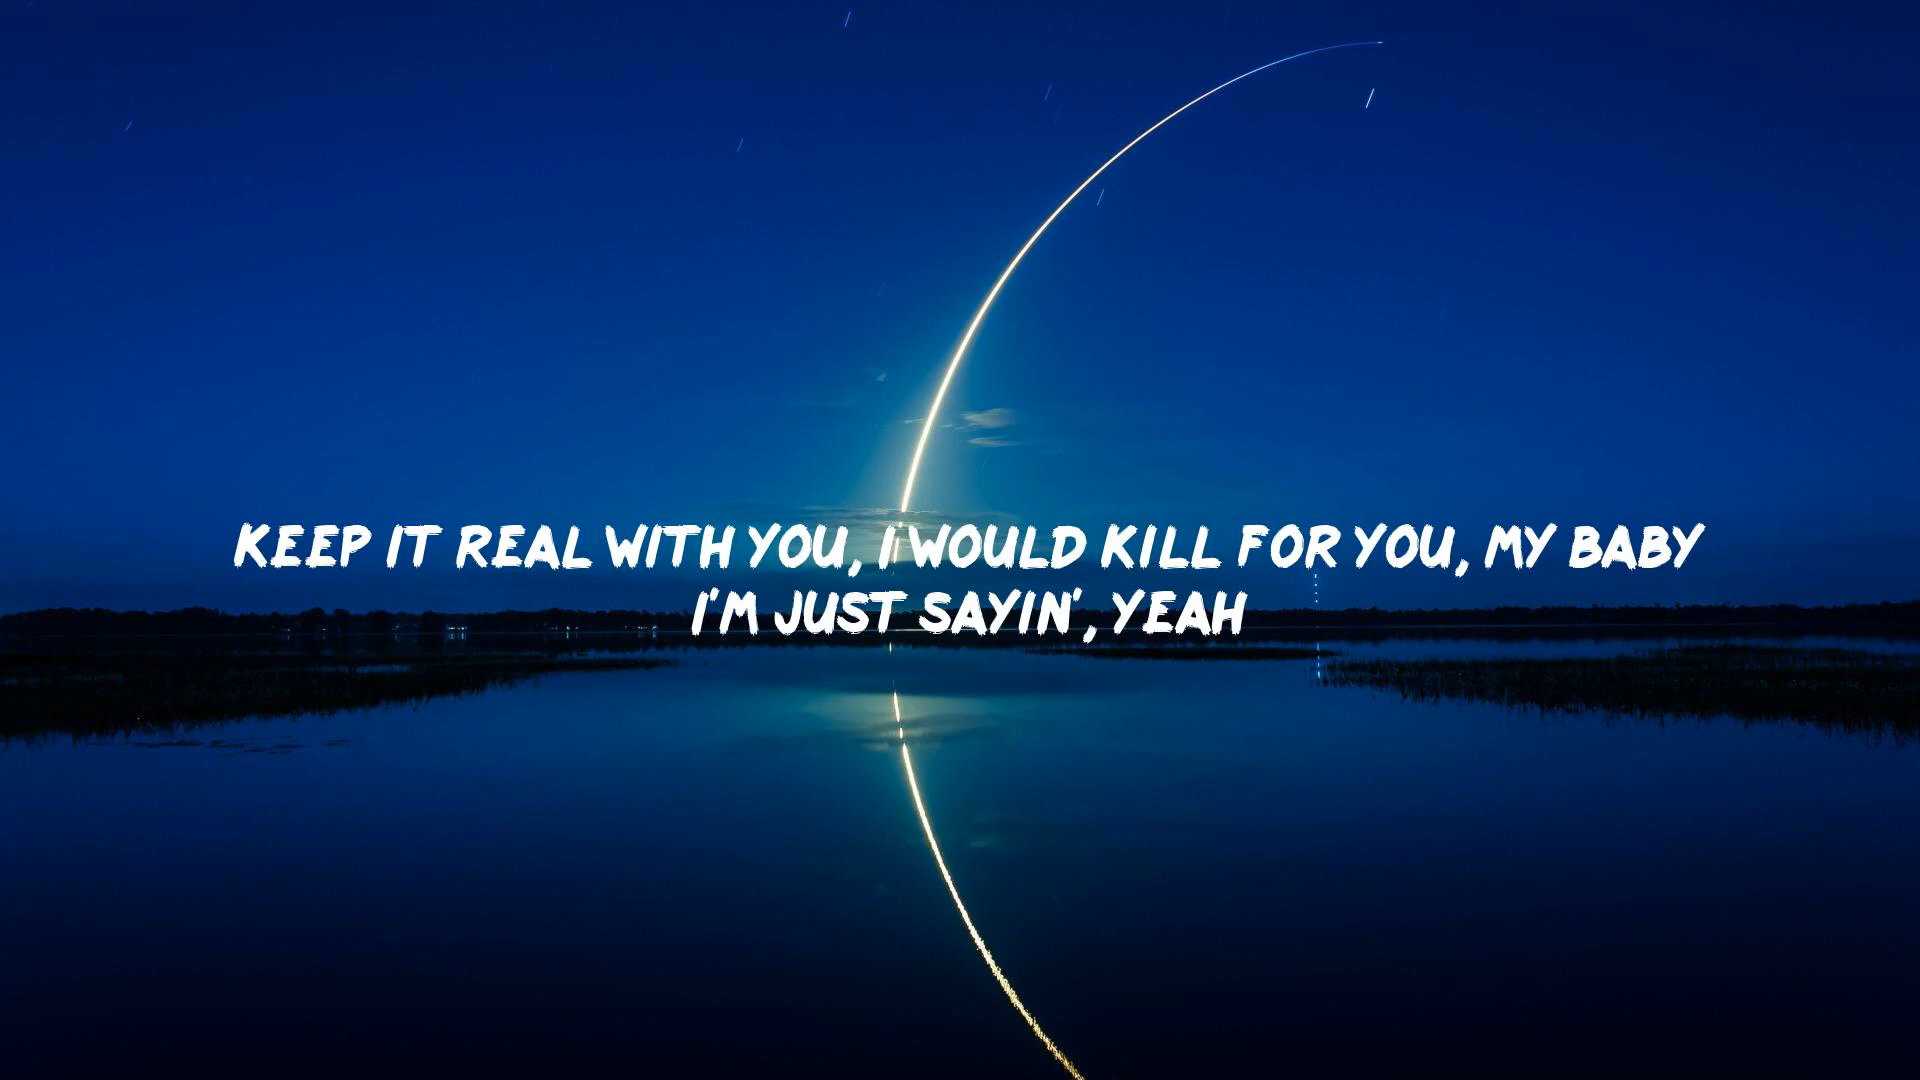 KEEP IT REAL WITH YOU, I WOULD KILL FOR YOU, MY BABY
I'M JUST SAYIN', YEAH